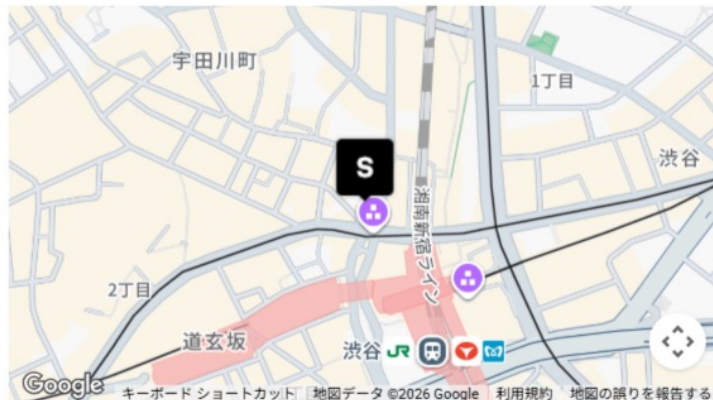 宇田川町
1丁目
S
渋谷
湘南新宿ライン
2丁目
道玄坂
渋谷 JR
Google
キーボード ショートカット 地図データ ©2026 Google 利用規約 地図の誤りを報告する